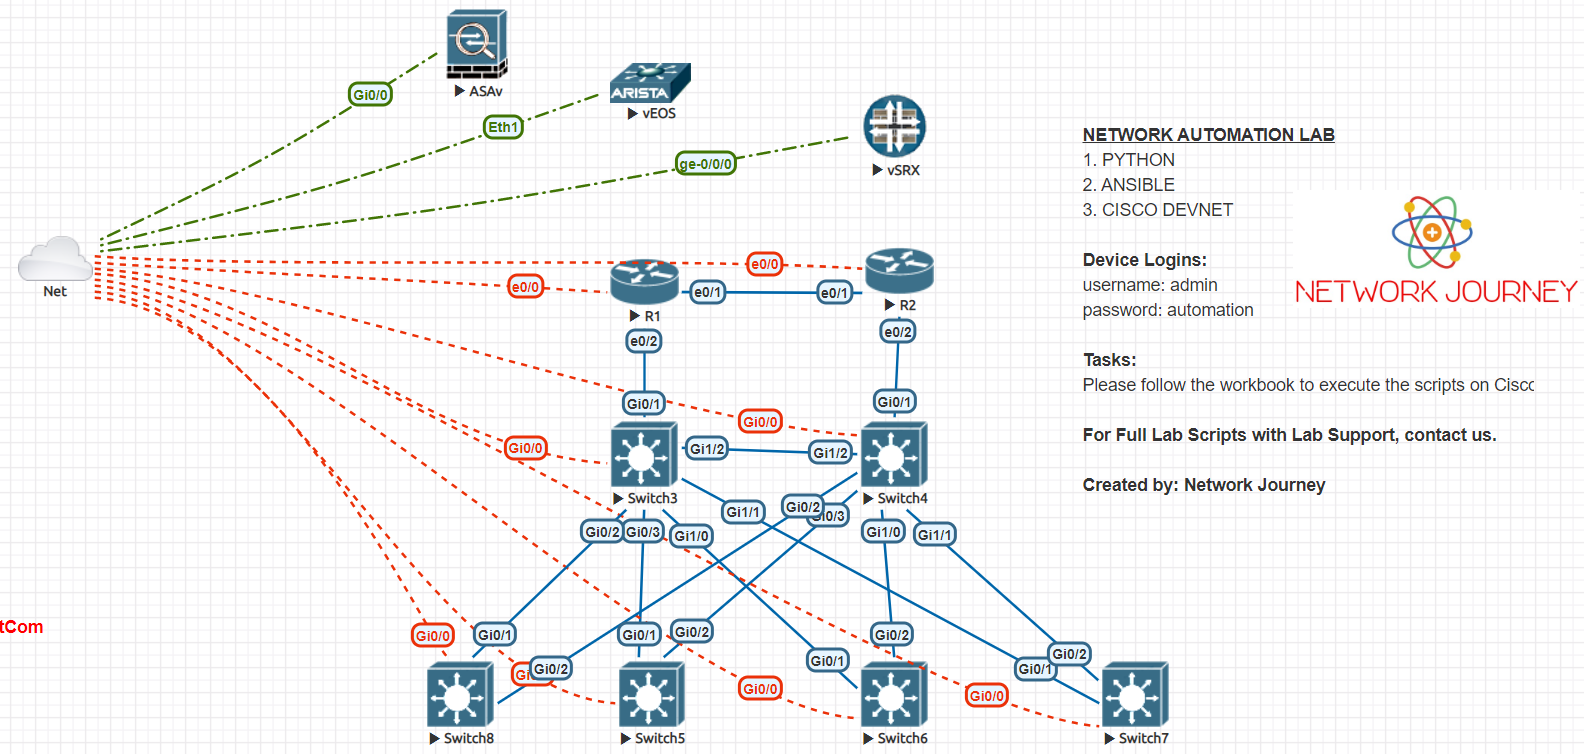 ASAv
Gi0/0
ARISTA
vEOS
Eth1
vSRX
ge-0/0/0
NETWORK AUTOMATION LAB
1. PYTHON
2. ANSIBLE
3. CISCO DEVNET
Device Logins:
username: admin
password: automation
NETWORK JOURNEY
Tasks:
Please follow the workbook to execute the scripts on Cisc
For Full Lab Scripts with Lab Support, contact us.
Created by: Network Journey
Net
e0/0
e0/0
e0/1
e0/1
R1
R2
e0/2
e0/2
Gi0/1
Gi0/1
Gi0/0
Gi0/0
Gi1/2
Gi1/2
Switch3
Switch4
Gi1/1
Gi0/2
Gi0/3
Gi0/2
Gi0/3
Gi1/0
Gi1/0
Gi1/1
tCom
Gi0/0
Gi0/1
Gi0/1
Gi0/2
Gi0/2
Gi0/2
Gi0/2
Gi0/1
Gi0/1
Gi0/0
Gi0/0
Switch8
Switch5
Switch6
Switch7